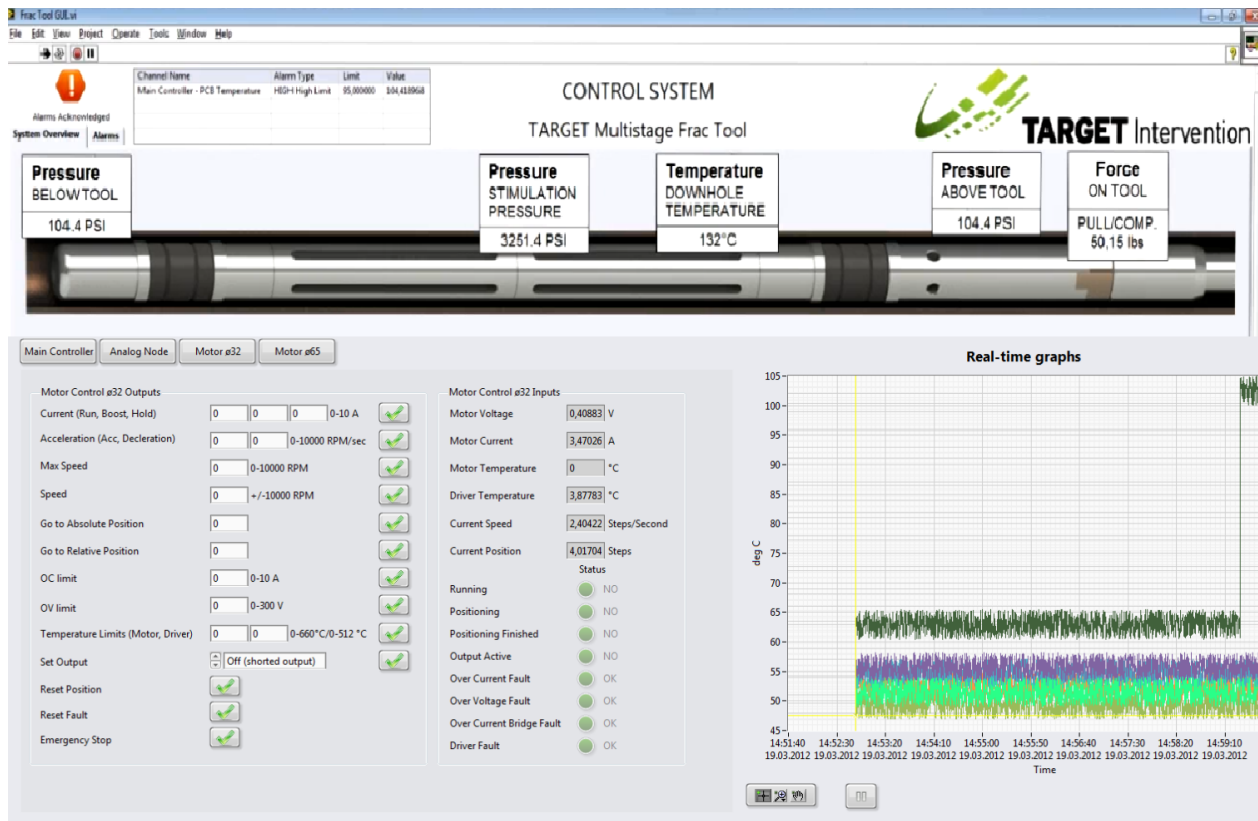 Frac Tool GUI.vi
File Edit View Project Operate Tools Window Help
Channel Name Alarm Type Limit Value
Main Controller - PCB Temperature HIGH High Limit 95,000000
Alarms Acknowledged
System Overview Alarms
CONTROL SYSTEM
TARGET Multistage Frac Tool
TARGET Intervention
Pressure
BELOW TOOL
104.4 PSI
Pressure
STIMULATION
PRESSURE
3251.4 PSI
Temperature
DOWNHOLE
TEMPERATURE
132°C
Pressure
ABOVE TOOL
104.4 PSI
Force
ON TOOL
PULL/COMP.
50,15 lbs
Main Controller Analog Node Motor ø32 Motor ø65
Motor Control ø32 Outputs
Current (Run, Boost, Hold) 0 0 0 0-10 A
Acceleration (Acc, Decleration) 0 0 0-10000 RPM/sec
Max Speed 0 0-10000 RPM
Speed 0 +/-10000 RPM
Go to Absolute Position 0
Go to Relative Position 0
OC limit 0 0-10 A
OV limit 0 0-300 V
Temperature Limits (Motor, Driver) 0 0 0-660°C/0-512 °C
Set Output Off (shorted output)
Reset Position
Reset Fault
Emergency Stop
Motor Control ø32 Inputs
Motor Voltage 0,40883 V
Motor Current 3,47026 A
Motor Temperature 0 °C
Driver Temperature 3,87783 °C
Current Speed 2,40422 Steps/Second
Current Position 4,01704 Steps
Status
Running NO
Positioning NO
Positioning Finished NO
Output Active NO
Over Current Fault OK
Over Voltage Fault OK
Over Current Bridge Fault OK
Driver Fault OK
Real-time graphs
105
100
95
90
85
80
75
70
65
60
55
50
45
deg C
14:51:40 14:52:30 14:53:20 14:54:10 14:55:00 14:55:50 14:56:40 14:57:30 14:58:20 14:59:10
19.03.2012 19.03.2012 19.03.2012 19.03.2012 19.03.2012 19.03.2012 19.03.2012 19.03.2012 19.03.2012 19.03.2012
Time